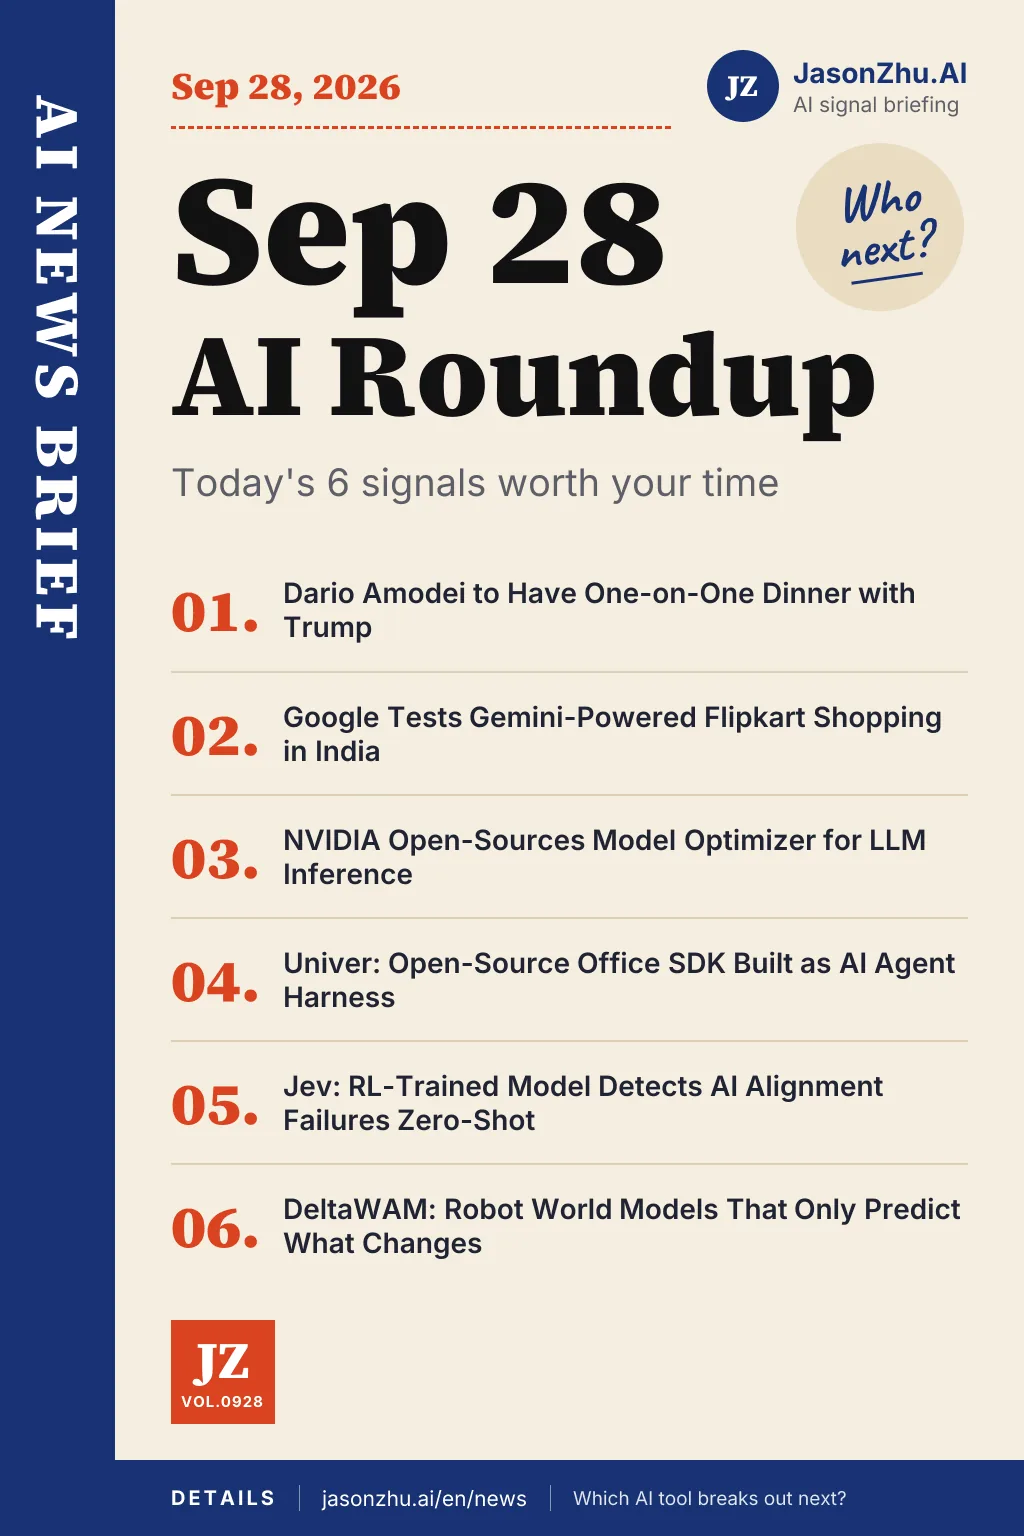 AI NEWS BRIEF
Sep 28, 2026
JZ
JasonZhu.AI
AI signal briefing
Sep 28
AI Roundup
Who
next?
Today's 6 signals worth your time
01.
Dario Amodei to Have One-on-One Dinner with
Trump
02.
Google Tests Gemini-Powered Flipkart Shopping
in India
03.
NVIDIA Open-Sources Model Optimizer for LLM
Inference
04.
Univer: Open-Source Office SDK Built as AI Agent
Harness
05.
Jev: RL-Trained Model Detects AI Alignment
Failures Zero-Shot
06.
DeltaWAM: Robot World Models That Only Predict
What Changes
JZ
VOL.0928
DETAILS
jasonzhu.ai/en/news
Which AI tool breaks out next?